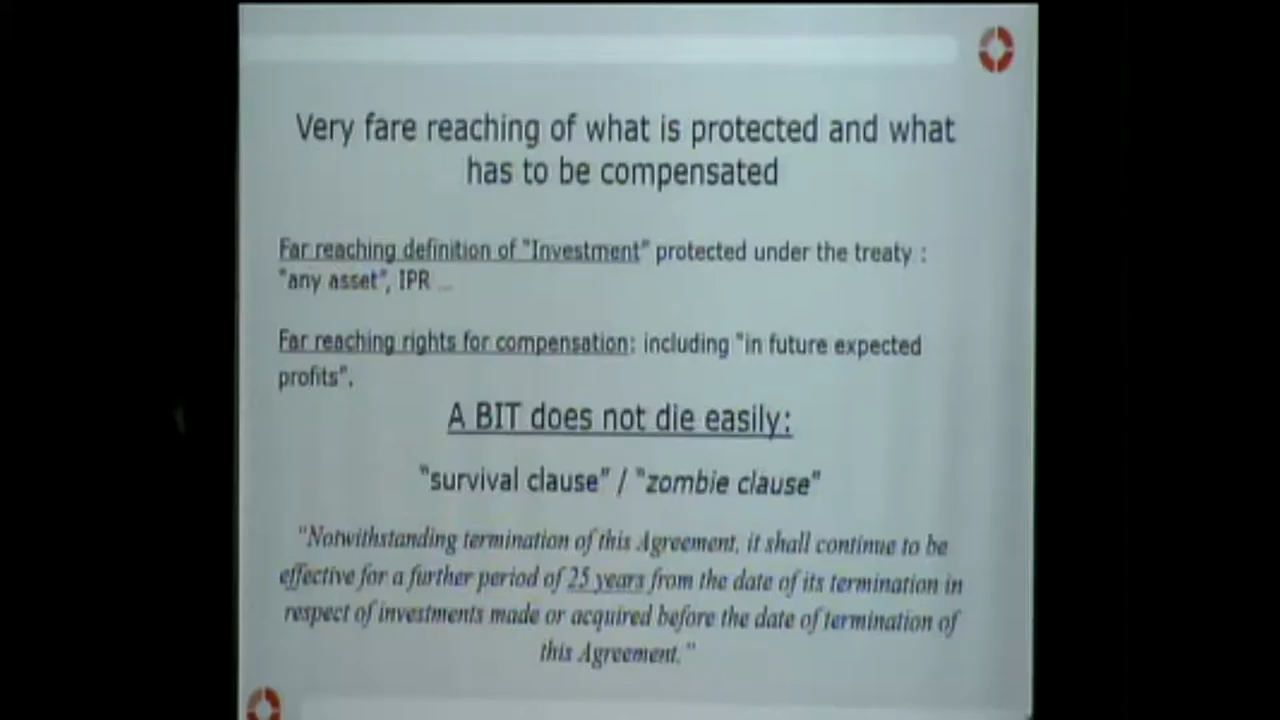 Very fare reaching of what is protected and what
has to be compensated
Far reaching definition of "Investment" protected under the treaty :
"any asset", IPR ...
Far reaching rights for compensation: including "in future expected
profits".
A BIT does not die easily:
"survival clause" / "zombie clause"
"Notwithstanding termination of this Agreement, it shall continue to be
effective for a further period of 25 years from the date of its termination in
respect of investments made or acquired before the date of termination of
this Agreement."